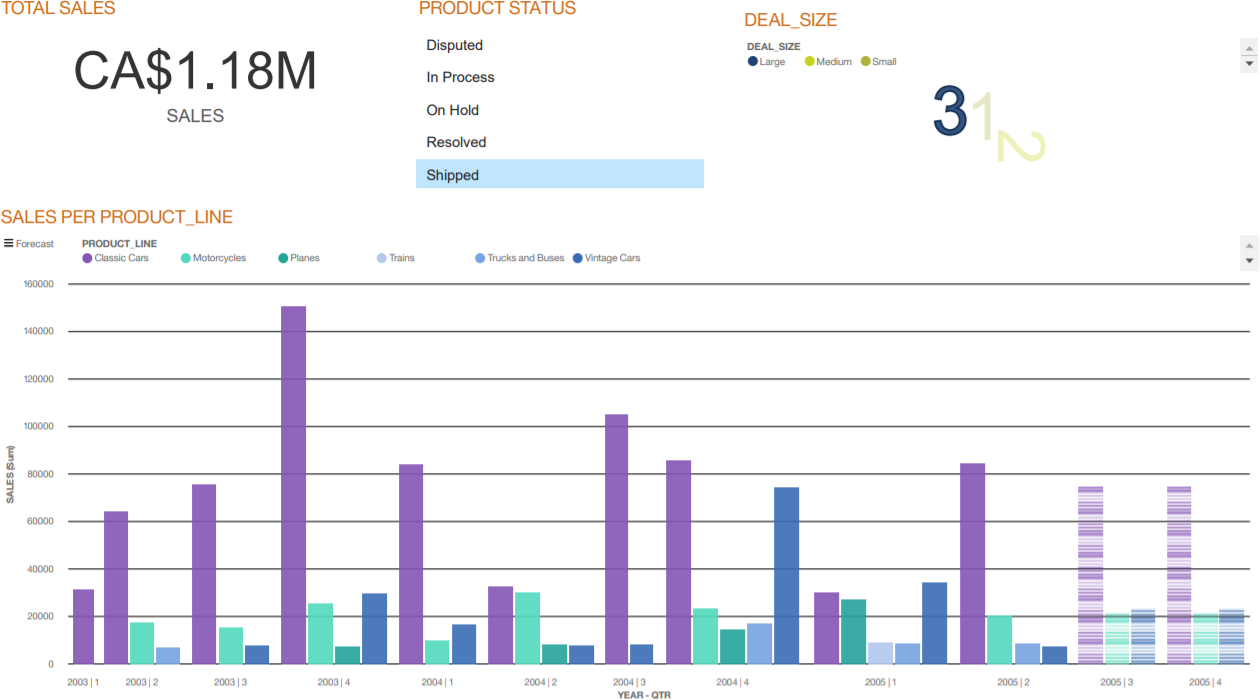 TOTAL SALES
CA$1.18M
SALES
PRODUCT STATUS
Disputed
In Process
On Hold
Resolved
Shipped
DEAL_SIZE
DEAL_SIZE
Large Medium Small
3 1 2
SALES PER PRODUCT_LINE
Forecast
PRODUCT_LINE
Classic Cars Motorcycles Planes Trains Trucks and Buses Vintage Cars
SALES (Sum)
160000
140000
120000
100000
80000
60000
40000
20000
0
2003 | 1 2003 | 2 2003 | 3 2003 | 4 2004 | 1 2004 | 2 2004 | 3 2004 | 4 2005 | 1 2005 | 2 2005 | 3 2005 | 4
YEAR - QTR